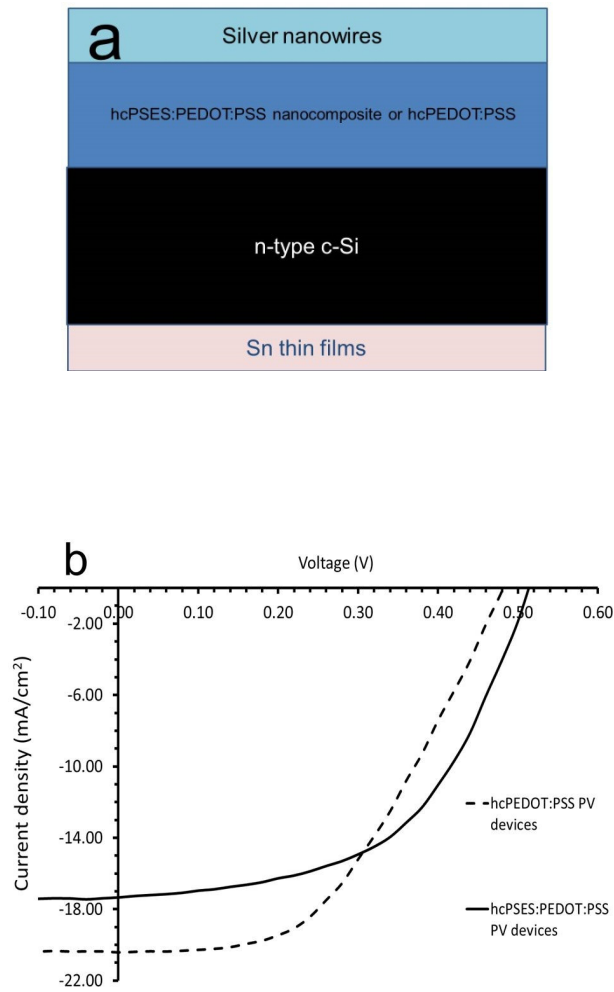 a
Silver nanowires
hcPSES:PEDOT:PSS nanocomposite or hcPEDOT:PSS
n-type c-Si
Sn thin films
b
Voltage (V)
-0.10 0.00 0.10 0.20 0.30 0.40 0.50 0.60
-2.00
-6.00
-10.00
-14.00
-18.00
-22.00
Current density (mA/cm²)
hcPEDOT:PSS PV
devices
hcPSES:PEDOT:PSS
PV devices